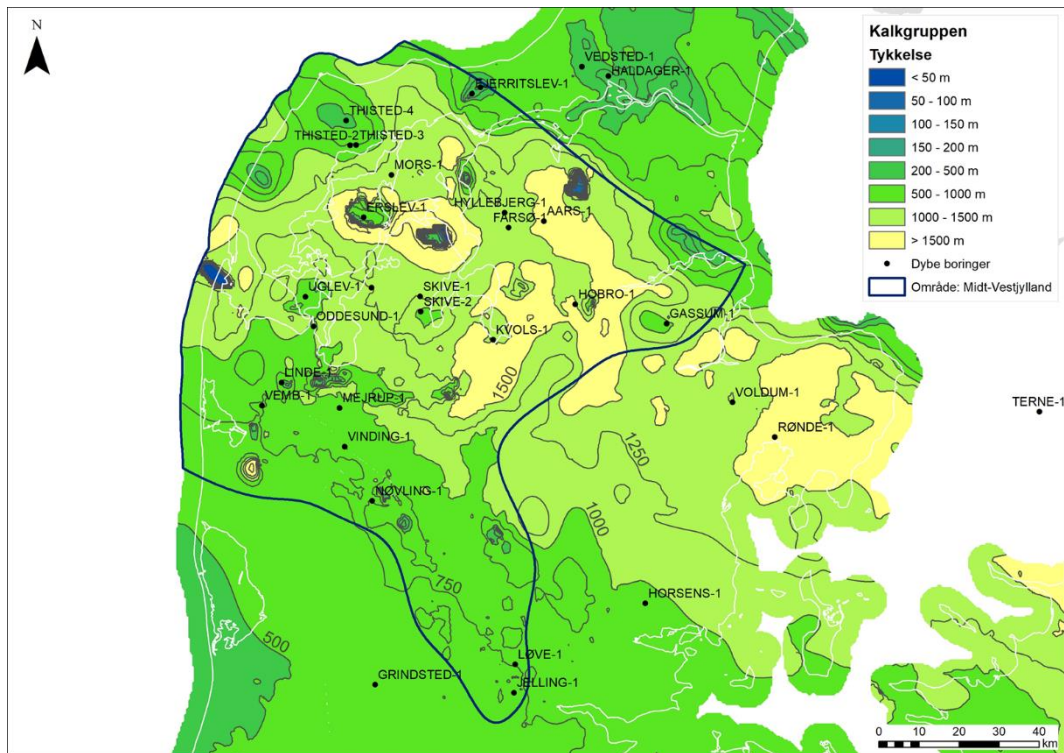 N
Kalkgruppen
Tykkelse
< 50 m
50 - 100 m
100 - 150 m
150 - 200 m
200 - 500 m
500 - 1000 m
1000 - 1500 m
> 1500 m
Dybe boringer
Område: Midt-Vestjylland
VEDSTED-1
HALDAGER-1
FJERRITSLEV-1
THISTED-4
THISTED-2
THISTED-3
MORS-1
HYLLEBJERG-1
ERSLEV-1
FARSØ-1
AARS-1
UGLEV-1
SKIVE-1
SKIVE-2
HOBRO-1
GASSUM-1
ODDESUND-1
KVOLS-1
LINDE-1
1500
VEMB-1
MEJRUP-1
VOLDUM-1
TERNE-1
VINDING-1
1250
RØNDE-1
NØVLING-1
1000
750
HORSENS-1
500
LØVE-1
GRINDSTED-1
JELLING-1
0
10
20
30
40
km